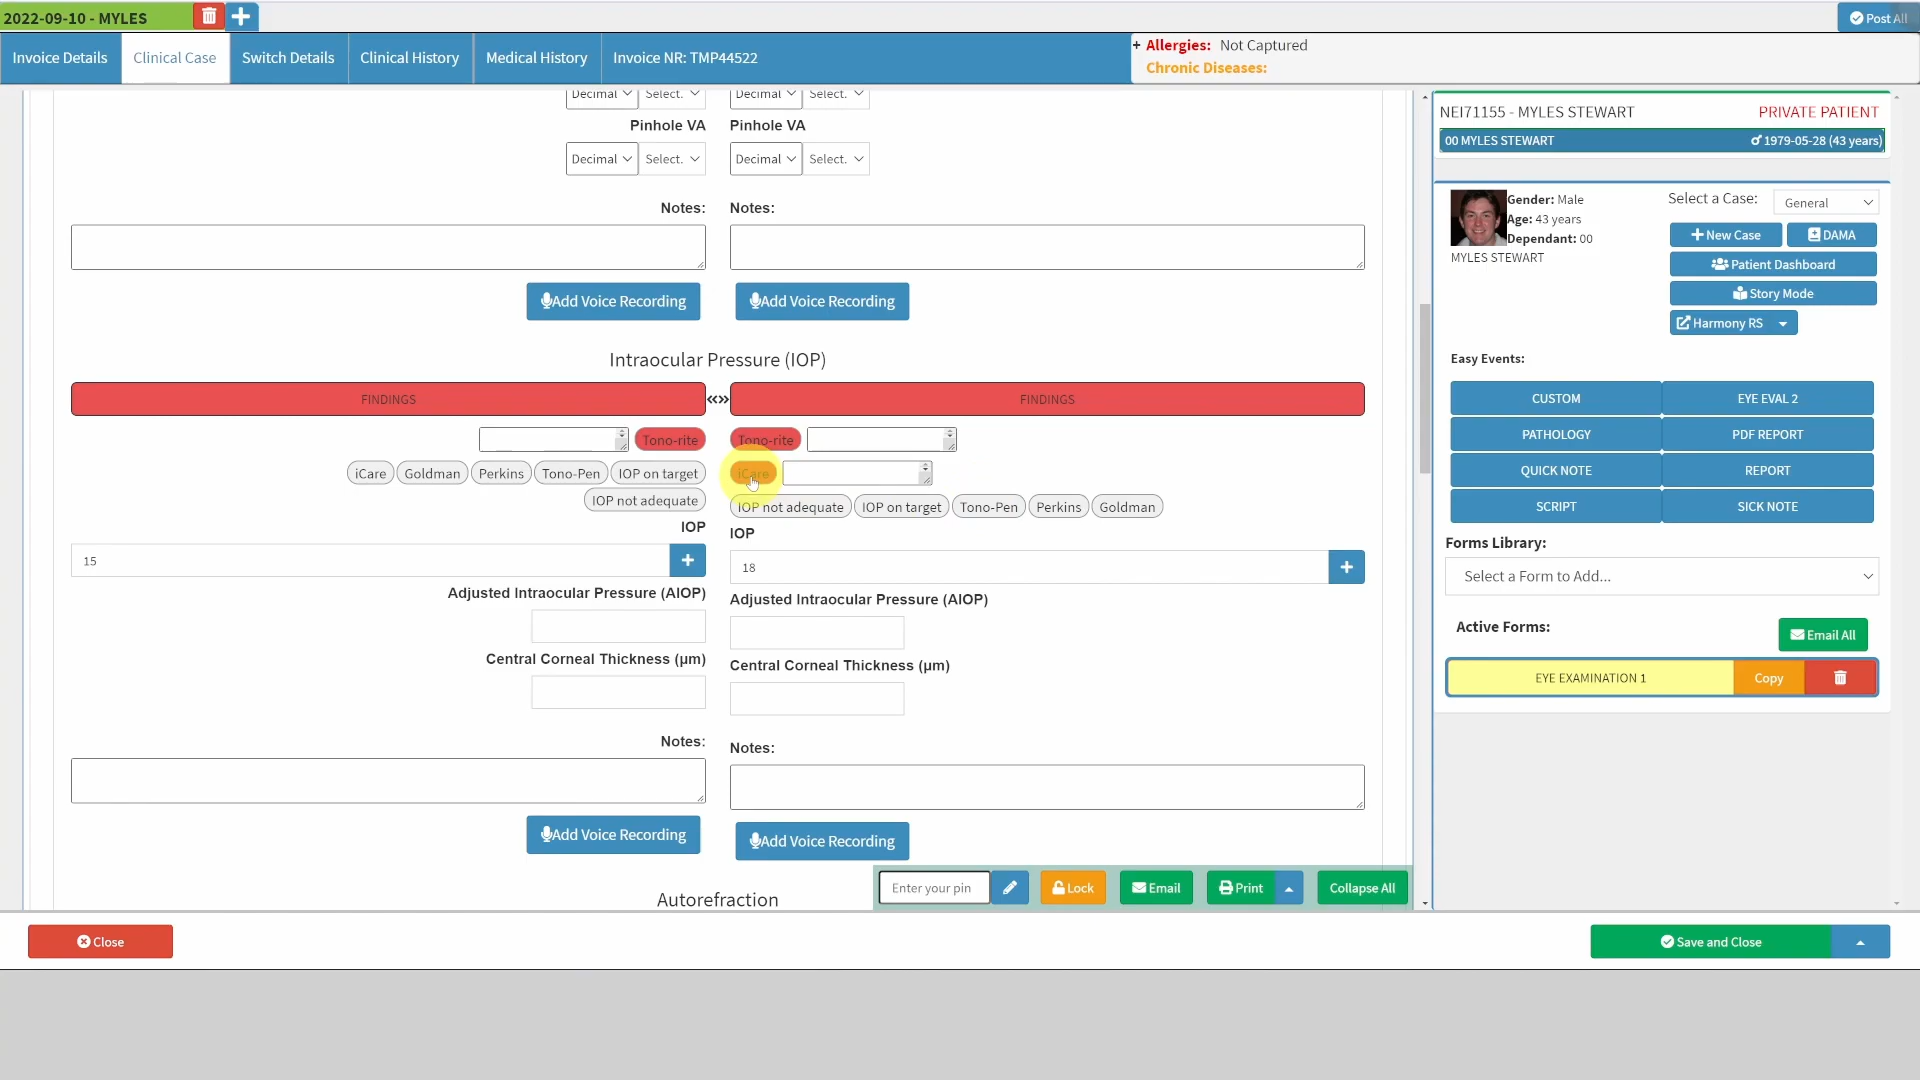 2022-09-10 - MYLES
Post All
Invoice Details
Clinical Case
Switch Details
Clinical History
Medical History
Invoice NR: TMP44522
+ Allergies: Not Captured
Chronic Diseases:
Decimal Select. Decimal Select.
Pinhole VA Pinhole VA
Decimal Select. Decimal Select.
Notes: Notes:
Add Voice Recording Add Voice Recording
Intraocular Pressure (IOP)
FINDINGS «» FINDINGS
Tono-rite Tono-rite
iCare Goldman Perkins Tono-Pen IOP on target iCare
IOP not adequate
IOP not adequate IOP on target Tono-Pen Perkins Goldman
IOP IOP
15 + 18 +
Adjusted Intraocular Pressure (AIOP) Adjusted Intraocular Pressure (AIOP)
Central Corneal Thickness (µm) Central Corneal Thickness (µm)
Notes: Notes:
Add Voice Recording Add Voice Recording
Autorefraction
Enter your pin Lock Email Print Collapse All
NEI71155 - MYLES STEWART PRIVATE PATIENT
00 MYLES STEWART 1979-05-28 (43 years)
Gender: Male
Age: 43 years
Dependant: 00
MYLES STEWART
Select a Case: General
New Case DAMA
Patient Dashboard
Story Mode
Harmony RS
Easy Events:
CUSTOM EYE EVAL 2
PATHOLOGY PDF REPORT
QUICK NOTE REPORT
SCRIPT SICK NOTE
Forms Library:
Select a Form to Add...
Active Forms:
Email All
EYE EXAMINATION 1 Copy
Close Save and Close